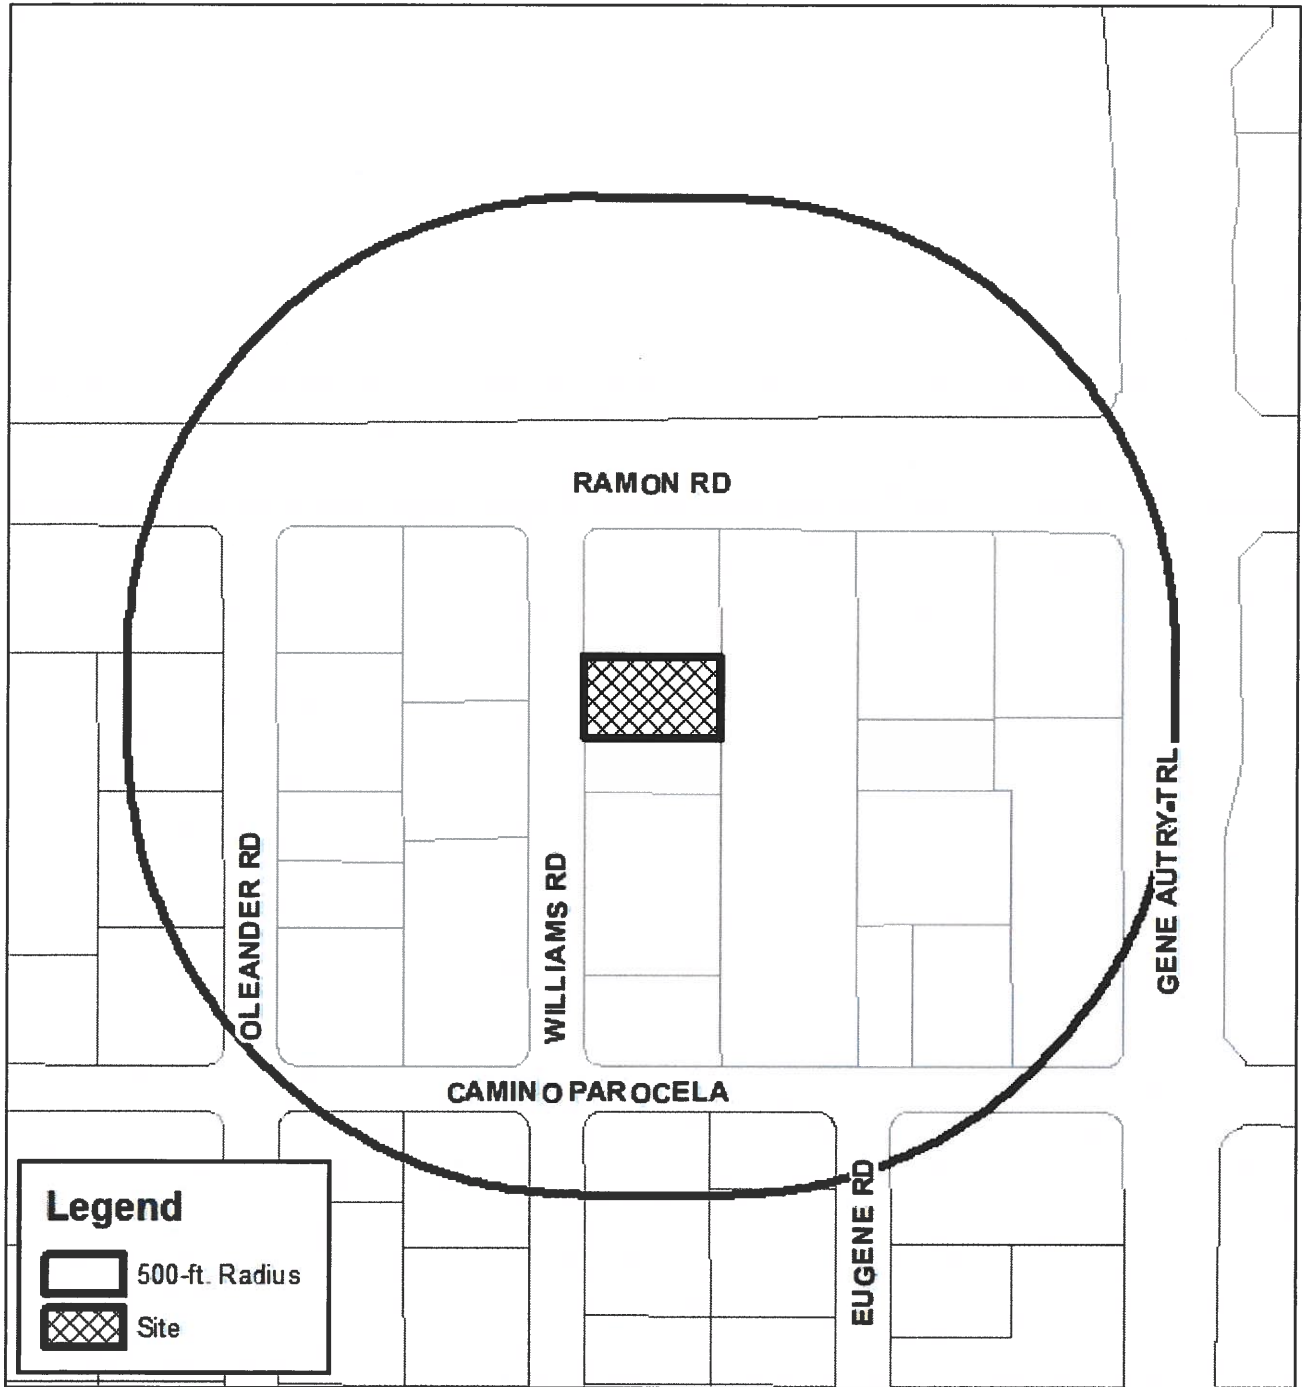 RAMON RD
OLEANDER RD
WILLIAMS RD
GENE AUTRY TRL
CAMINO PAROCELA
EUGENE RD
Legend
500-ft. Radius
Site